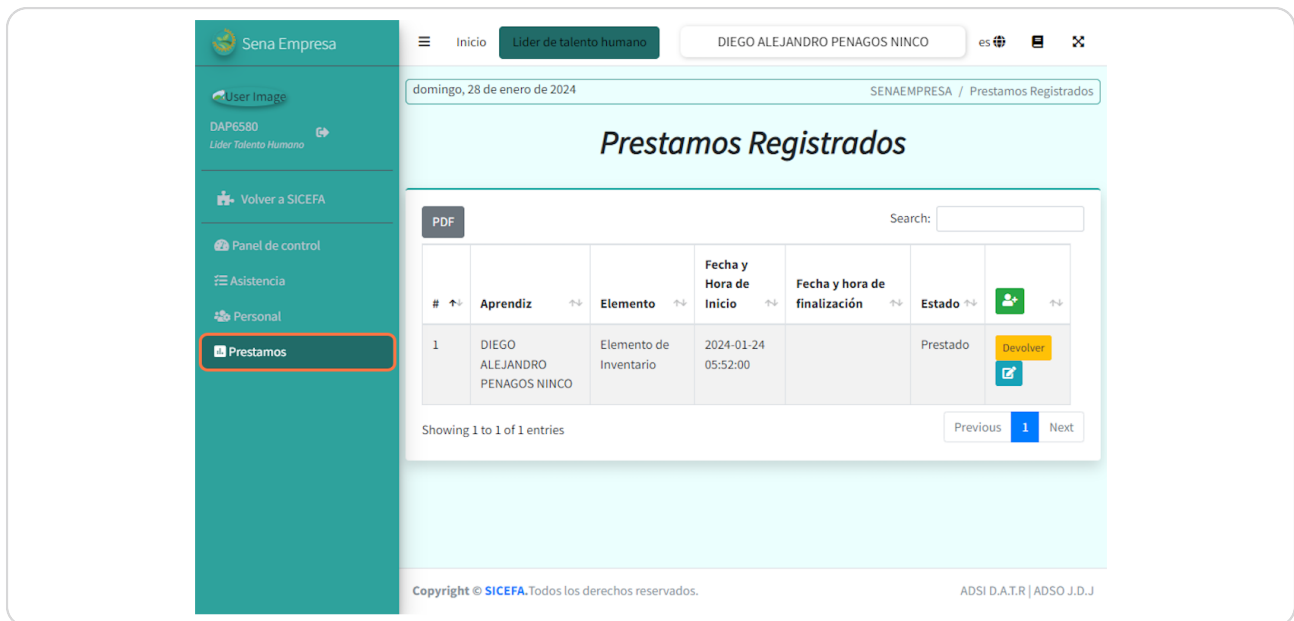 Sena Empresa
Inicio
Lider de talento humano
DIEGO ALEJANDRO PENAGOS NINCO
es
User Image
DAP6580
Lider Talento Humano
Volver a SICEFA
Panel de control
Asistencia
Personal
Prestamos
domingo, 28 de enero de 2024
SENAEMPRESA / Prestamos Registrados
Prestamos Registrados
PDF
Search:
#
Aprendiz
Elemento
Fecha y
Hora de
Inicio
Fecha y hora de
finalización
Estado
1
DIEGO
ALEJANDRO
PENAGOS NINCO
Elemento de
Inventario
2024-01-24
05:52:00
Prestado
Devolver
Showing 1 to 1 of 1 entries
Previous
1
Next
Copyright © SICEFA.Todos los derechos reservados.
ADSI D.A.T.R | ADSO J.D.J